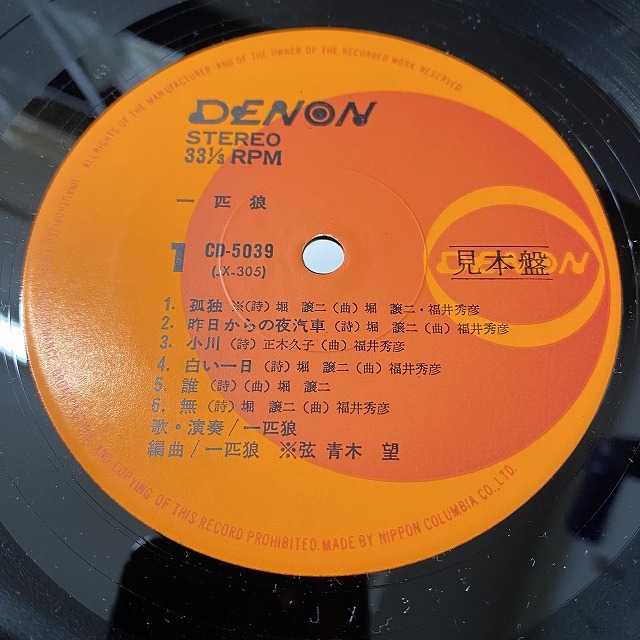 DENON
STEREO
33⅓ RPM
一匹狼
1 CD-5039
(JX-305)
見本盤
DENON
1. 孤独 ※(詩) 堀 譲二 (曲) 堀 譲二・福井秀彦
2. 昨日からの夜汽車 (詩) 堀 譲二 (曲) 福井秀彦
3. 小川 (詩) 正木久子 (曲) 福井秀彦
4. 白い一日 (詩) 堀 譲二 (曲) 福井秀彦
5. 誰 (詩) (曲) 堀 譲二
6. 無 (詩) 堀 譲二 (曲) 福井秀彦
歌・演奏/一匹狼
編曲/一匹狼 ※弦 青木 望
ALL RIGHTS OF THE MANUFACTURER AND OF THE OWNER OF THE RECORDED WORK RESERVED
AND COPYING OF THIS RECORD PROHIBITED. MADE BY NIPPON COLUMBIA CO., LTD.